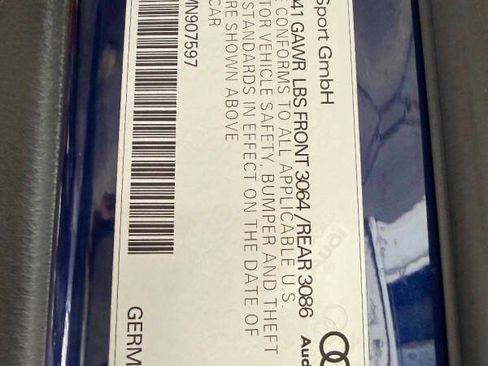 Sport GmbH
41 GAWR LBS FRONT 3064/REAR 3086
E CONFORMS TO ALL APPLICABLE U.S.
TOR VEHICLE SAFETY, BUMPER AND THEFT
STANDARDS IN EFFECT ON THE DATE OF
RE SHOWN ABOVE
CAR
MN907597
GERM
Aud